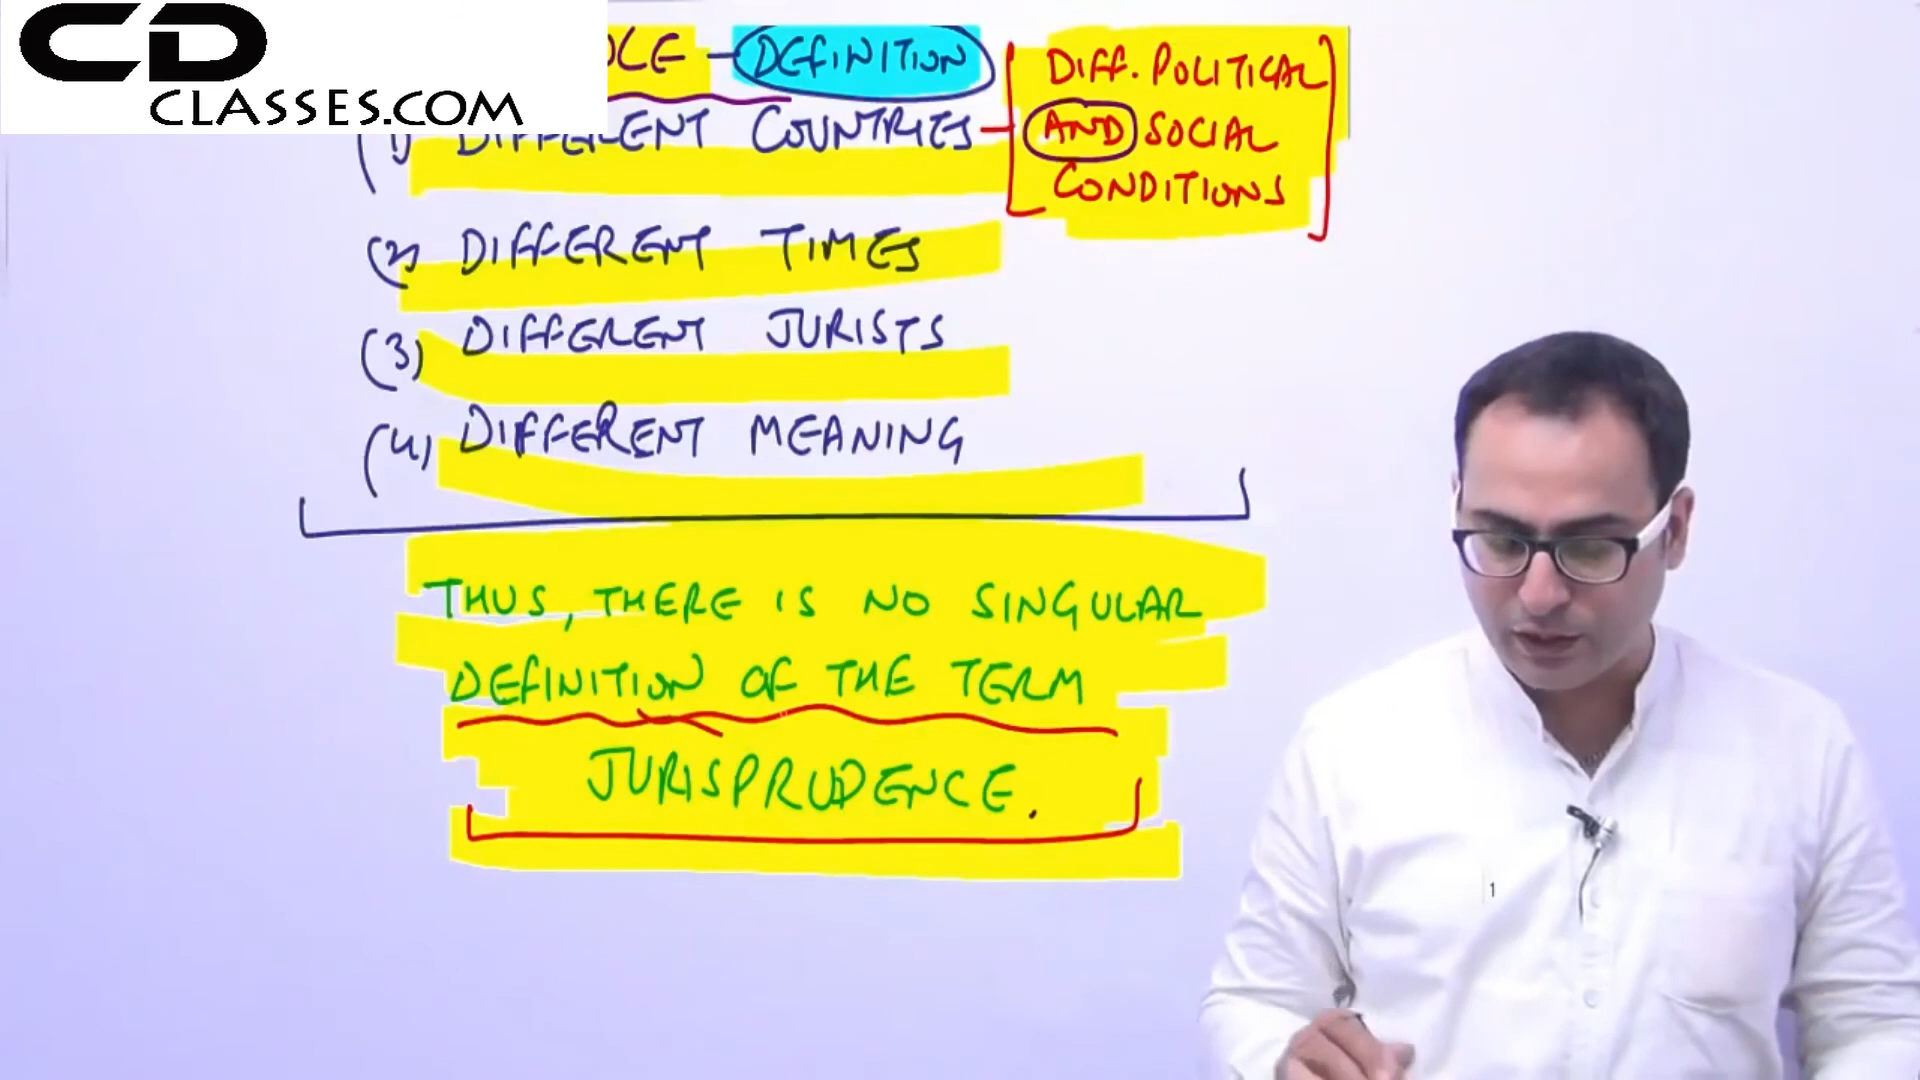 CD
CLASSES.COM
DEFINITION
DIFF. POLITICAL
AND SOCIAL
CONDITIONS
(1) DIFFERENT COUNTRIES
(2) DIFFERENT TIMES
(3) DIFFERENT JURISTS
(4) DIFFERENT MEANING
THUS, THERE IS NO SINGULAR
DEFINITION OF THE TERM
JURISPRUDENCE.